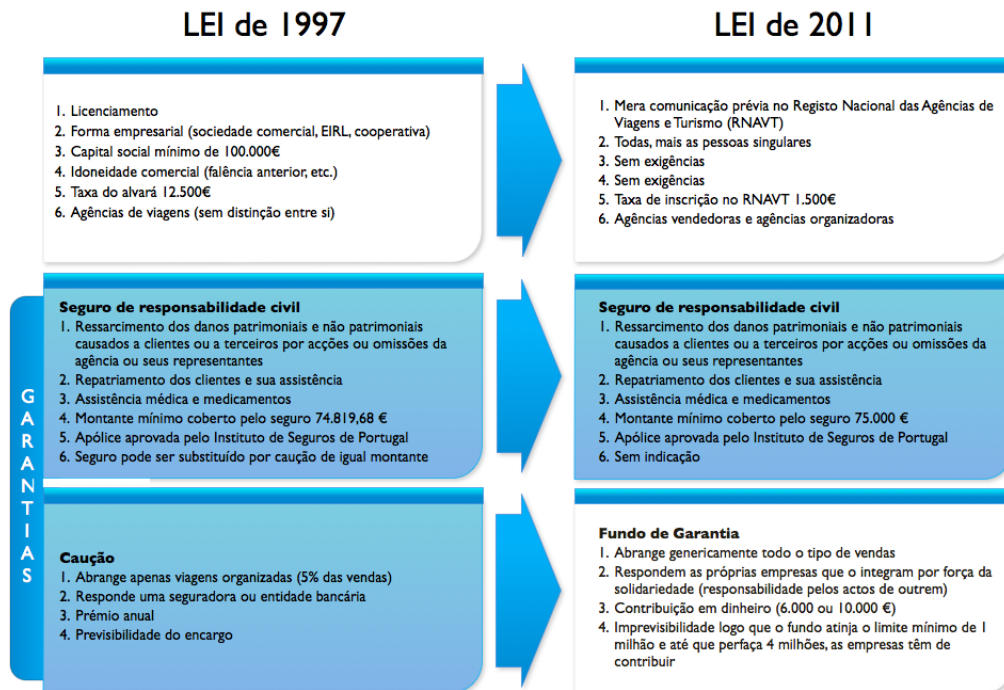 LEI de 1997
LEI de 2011
1. Licenciamento
2. Forma empresarial (sociedade comercial, EIRL, cooperativa)
3. Capital social mínimo de 100.000€
4. Idoneidade comercial (falência anterior, etc.)
5. Taxa do alvará 12.500€
6. Agências de viagens (sem distinção entre si)
1. Mera comunicação prévia no Registo Nacional das Agências de
Viagens e Turismo (RNAVT)
2. Todas, mais as pessoas singulares
3. Sem exigências
4. Sem exigências
5. Taxa de inscrição no RNAVT 1.500€
6. Agências vendedoras e agências organizadoras
GARANTIAS
Seguro de responsabilidade civil
1. Ressarcimento dos danos patrimoniais e não patrimoniais
causados a clientes ou a terceiros por acções ou omissões da
agência ou seus representantes
2. Repatriamento dos clientes e sua assistência
3. Assistência médica e medicamentos
4. Montante mínimo coberto pelo seguro 74.819,68 €
5. Apólice aprovada pelo Instituto de Seguros de Portugal
6. Seguro pode ser substituído por caução de igual montante
Seguro de responsabilidade civil
1. Ressarcimento dos danos patrimoniais e não patrimoniais
causados a clientes ou a terceiros por acções ou omissões da
agência ou seus representantes
2. Repatriamento dos clientes e sua assistência
3. Assistência médica e medicamentos
4. Montante mínimo coberto pelo seguro 75.000 €
5. Apólice aprovada pelo Instituto de Seguros de Portugal
6. Sem indicação
Caução
1. Abrange apenas viagens organizadas (5% das vendas)
2. Responde uma seguradora ou entidade bancária
3. Prémio anual
4. Previsibilidade do encargo
Fundo de Garantia
1. Abrange genericamente todo o tipo de vendas
2. Respondem as próprias empresas que o integram por força da
solidariedade (responsabilidade pelos actos de outrem)
3. Contribuição em dinheiro (6.000 ou 10.000 €)
4. Imprevisibilidade logo que o fundo atinja o limite mínimo de 1
milhão e até que perfaça 4 milhões, as empresas têm de
contribuir